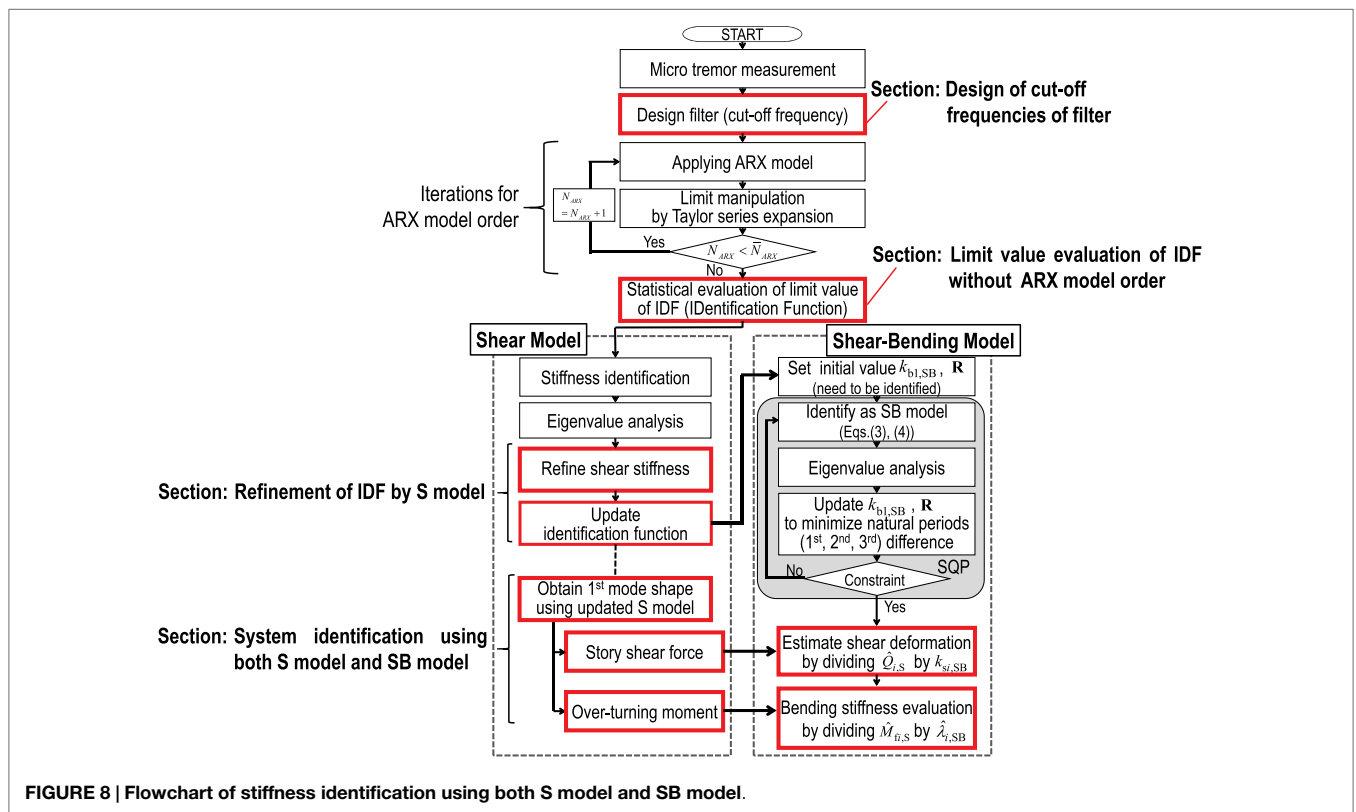 START
Micro tremor measurement
Design filter (cut-off frequency)
Section: Design of cut-off
frequencies of filter
Applying ARX model
Iterations for
ARX model order
N_ARX
= N_ARX + 1
Limit manipulation
by Taylor series expansion
Yes
N_ARX < N̄_ARX
No
Section: Limit value evaluation of IDF
without ARX model order
Statistical evaluation of limit value
of IDF (IDentification Function)
Shear Model
Stiffness identification
Eigenvalue analysis
Section: Refinement of IDF by S model
Refine shear stiffness
Update
identification function
Section: System identification using
both S model and SB model
Obtain 1st mode shape
using updated S model
Story shear force
Over-turning moment
Shear-Bending Model
Set initial value k_b1,SB , R
(need to be identified)
Identify as SB model
(Eqs.(3), (4))
Eigenvalue analysis
Update k_b1,SB , R
to minimize natural periods
(1st, 2nd, 3rd) difference
No
SQP
Constraint
Yes
Estimate shear deformation
by dividing Q̂_i,S by k_si,SB
Bending stiffness evaluation
by dividing M̂_fi,S by λ̂_i,SB
FIGURE 8 | Flowchart of stiffness identification using both S model and SB model.